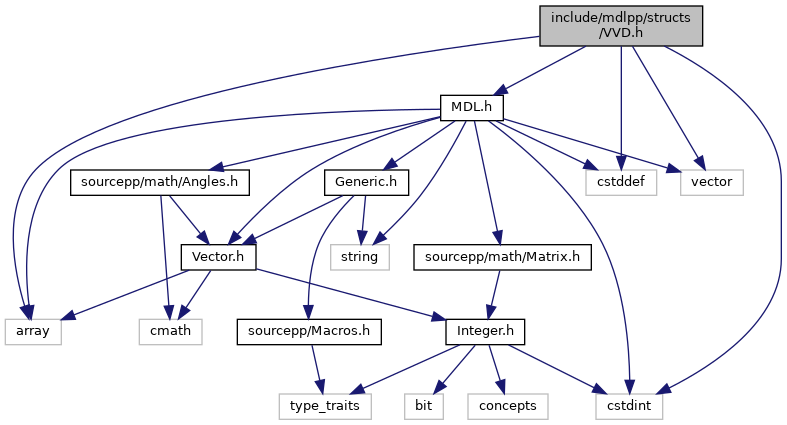 include/mdlpp/structs
/VVD.h
MDL.h
sourcepp/math/Angles.h
Generic.h
cstddef
vector
Vector.h
string
sourcepp/math/Matrix.h
array
cmath
sourcepp/Macros.h
Integer.h
type_traits
bit
concepts
cstdint